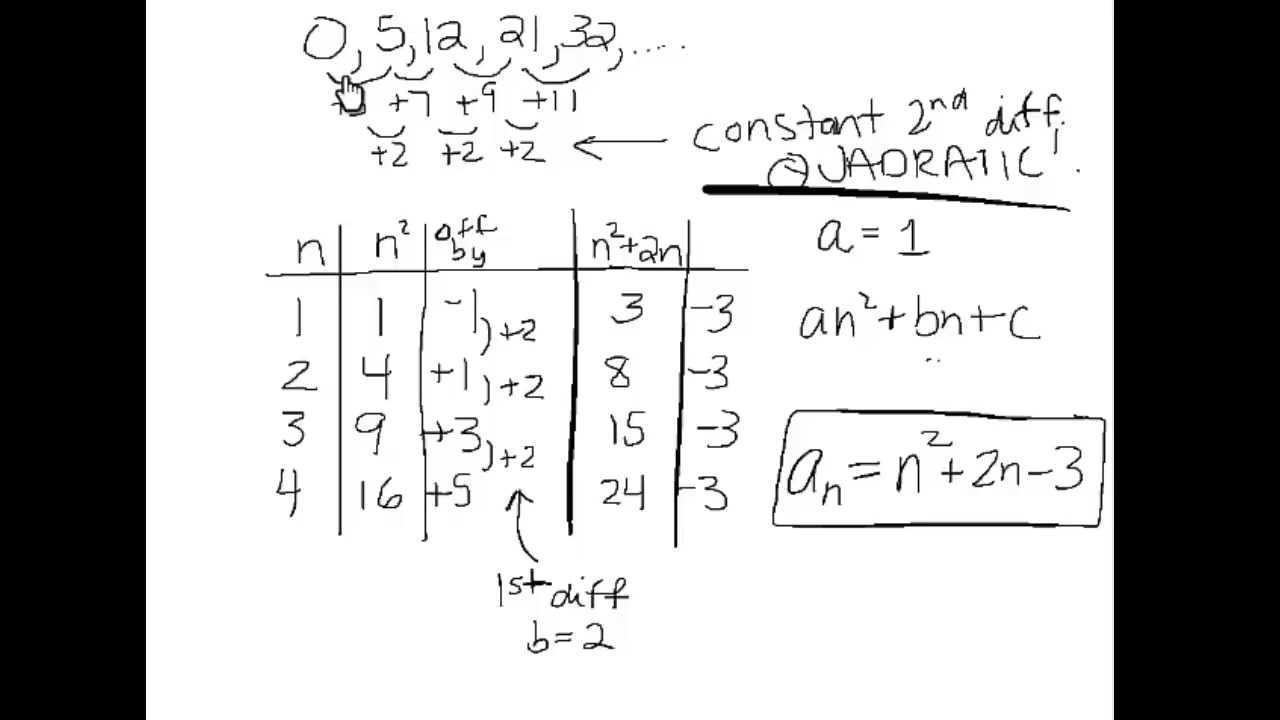 0, 5, 12, 21, 32, .....
+7 +9 +11
+2 +2 +2
constant 2nd diff.
QUADRATIC!
a = 1
an²+bn+c
aₙ = n²+2n-3
n n² off by n²+2n
1 1 -1 )+2 3 -3
2 4 +1 )+2 8 -3
3 9 +3 )+2 15 -3
4 16 +5 24 -3
1st diff
b=2